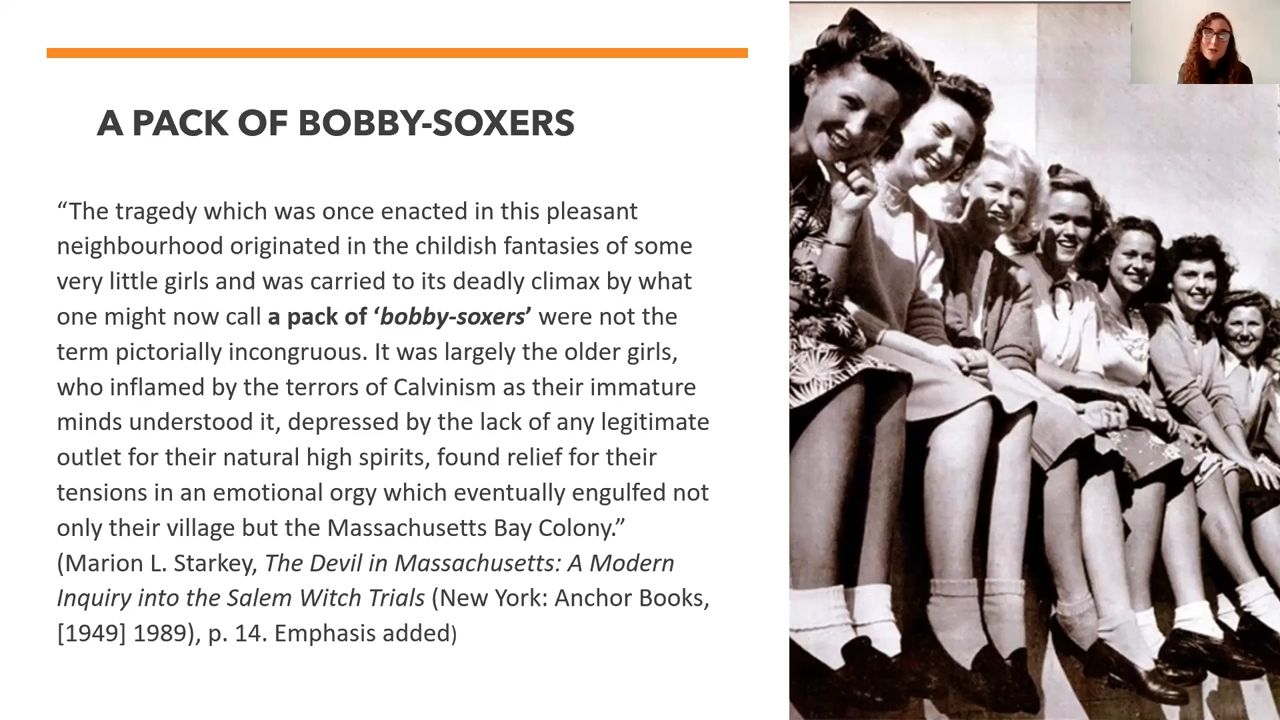 A PACK OF BOBBY-SOXERS
“The tragedy which was once enacted in this pleasant
neighbourhood originated in the childish fantasies of some
very little girls and was carried to its deadly climax by what
one might now call a pack of ‘bobby-soxers’ were not the
term pictorially incongruous. It was largely the older girls,
who inflamed by the terrors of Calvinism as their immature
minds understood it, depressed by the lack of any legitimate
outlet for their natural high spirits, found relief for their
tensions in an emotional orgy which eventually engulfed not
only their village but the Massachusetts Bay Colony.”
(Marion L. Starkey, The Devil in Massachusetts: A Modern
Inquiry into the Salem Witch Trials (New York: Anchor Books,
[1949] 1989), p. 14. Emphasis added)